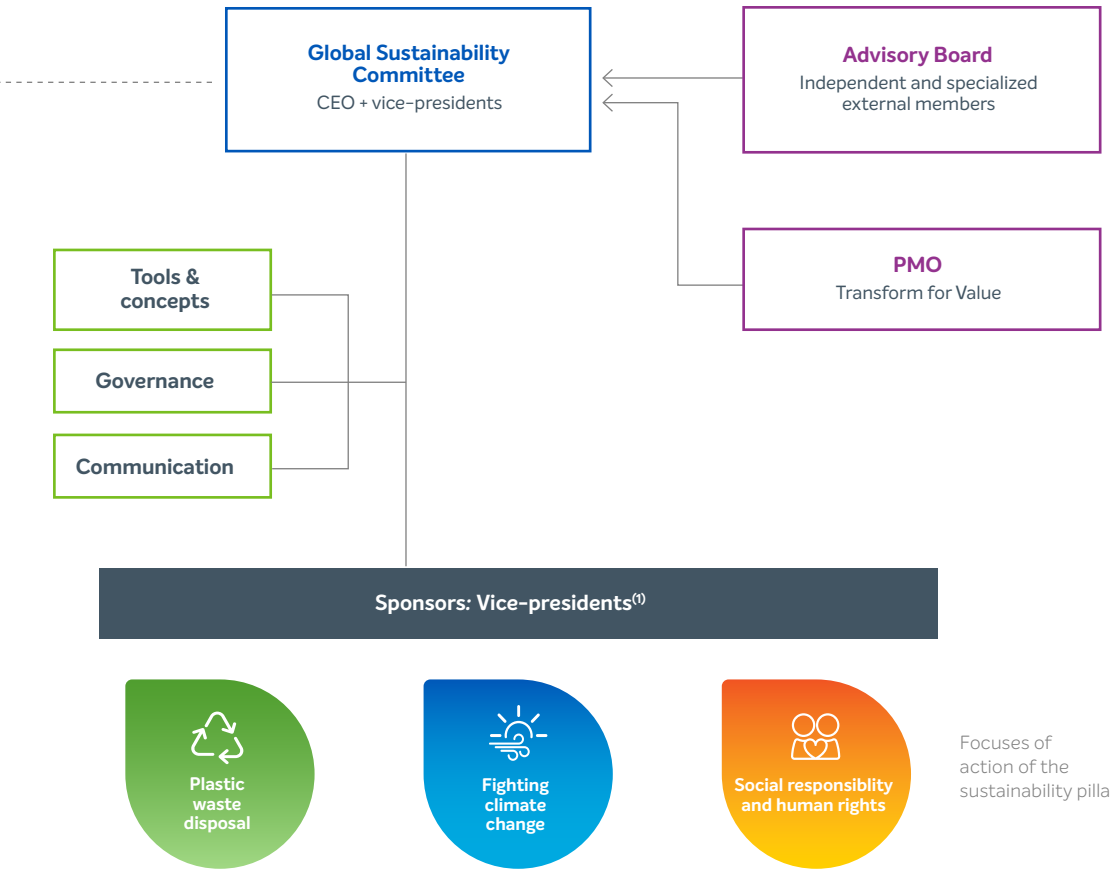 Global Sustainability
Committee
CEO + vice-presidents
Advisory Board
Independent and specialized
external members
PMO
Transform for Value
Tools &
concepts
Governance
Communication
Sponsors: Vice-presidents(1)
Plastic
waste
disposal
Fighting
climate
change
Social responsiblity
and human rights
Focuses of
action of the
sustainability pilla